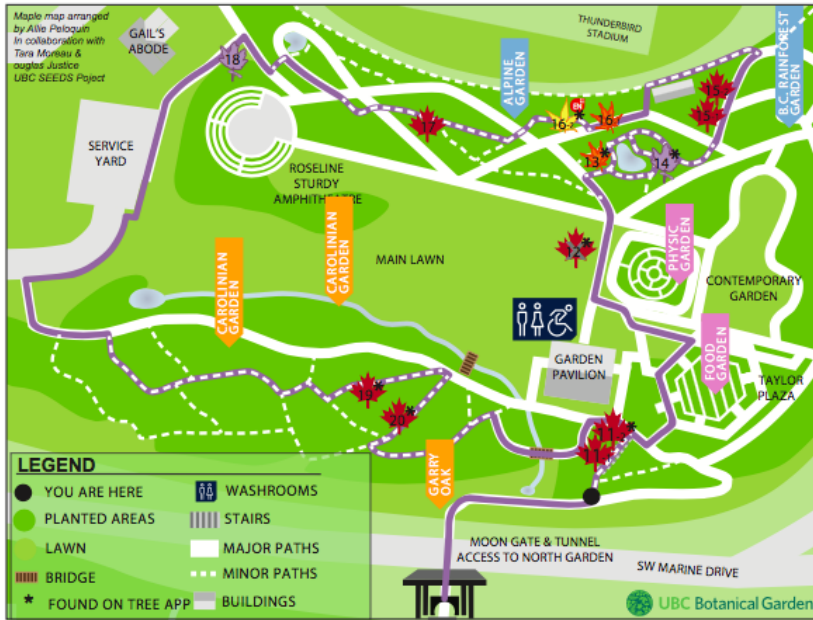 Maple map arranged
by Allie Peloquin
In collaboration with
Tara Moreau &
ouglas Justice
UBC SEEDS Poject
GAIL'S
ABODE
THUNDERBIRD
STADIUM
B.C. RAINFOREST
GARDEN
ALPINE
GARDEN
18
17
16-
EN
*
16-
15-
15-
13
*
14
*
SERVICE
YARD
ROSELINE
STURDY
AMPHITHEATRE
CAROLINIAN
GARDEN
CAROLINIAN
GARDEN
MAIN LAWN
12
*
PHYSIC
GARDEN
CONTEMPORARY
GARDEN
FOOD
GARDEN
GARDEN
PAVILION
TAYLOR
PLAZA
19
*
20
*
11-
*
11-
GARRY
OAK
LEGEND
YOU ARE HERE
PLANTED AREAS
LAWN
BRIDGE
* FOUND ON TREE APP
WASHROOMS
STAIRS
MAJOR PATHS
MINOR PATHS
BUILDINGS
MOON GATE & TUNNEL
ACCESS TO NORTH GARDEN
SW MARINE DRIVE
UBC Botanical Garden